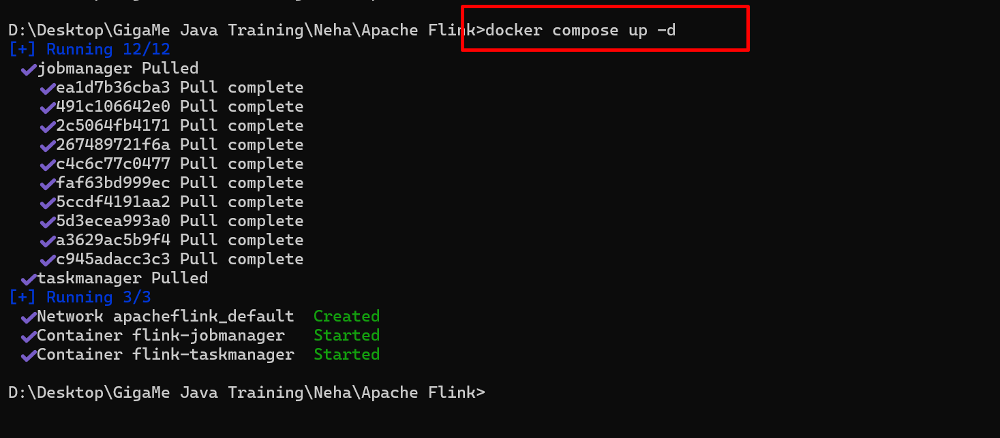 D:\Desktop\GigaMe Java Training\Neha\Apache Flink>docker compose up -d
[+] Running 12/12
✔jobmanager Pulled
✔ea1d7b36cba3 Pull complete
✔491c106642e0 Pull complete
✔2c5064fb4171 Pull complete
✔267489721f6a Pull complete
✔c4c6c77c0477 Pull complete
✔faf63bd999ec Pull complete
✔5ccdf4191aa2 Pull complete
✔5d3ecea993a0 Pull complete
✔a3629ac5b9f4 Pull complete
✔c945adacc3c3 Pull complete
✔taskmanager Pulled
[+] Running 3/3
✔Network apacheflink_default Created
✔Container flink-jobmanager Started
✔Container flink-taskmanager Started
D:\Desktop\GigaMe Java Training\Neha\Apache Flink>